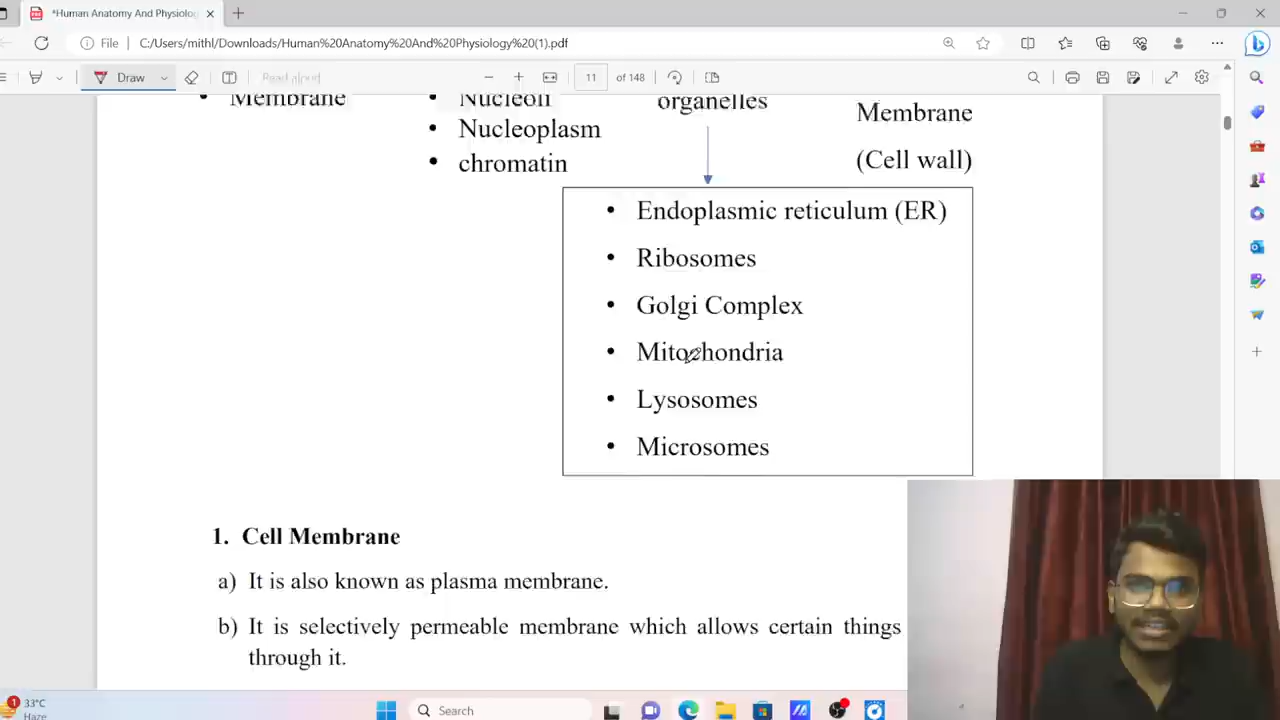 *Human Anatomy And Physiolog
File C:/Users/mithl/Downloads/Human%20Anatomy%20And%20Physiology%20(1).pdf
Draw Read aloud 11 of 148
• Membrane
• Nucleoli
• Nucleoplasm
• chromatin
organelles
Membrane
(Cell wall)
• Endoplasmic reticulum (ER)
• Ribosomes
• Golgi Complex
• Mitochondria
• Lysosomes
• Microsomes
1. Cell Membrane
a) It is also known as plasma membrane.
b) It is selectively permeable membrane which allows certain things
through it.
1
33°C
Haze
Search